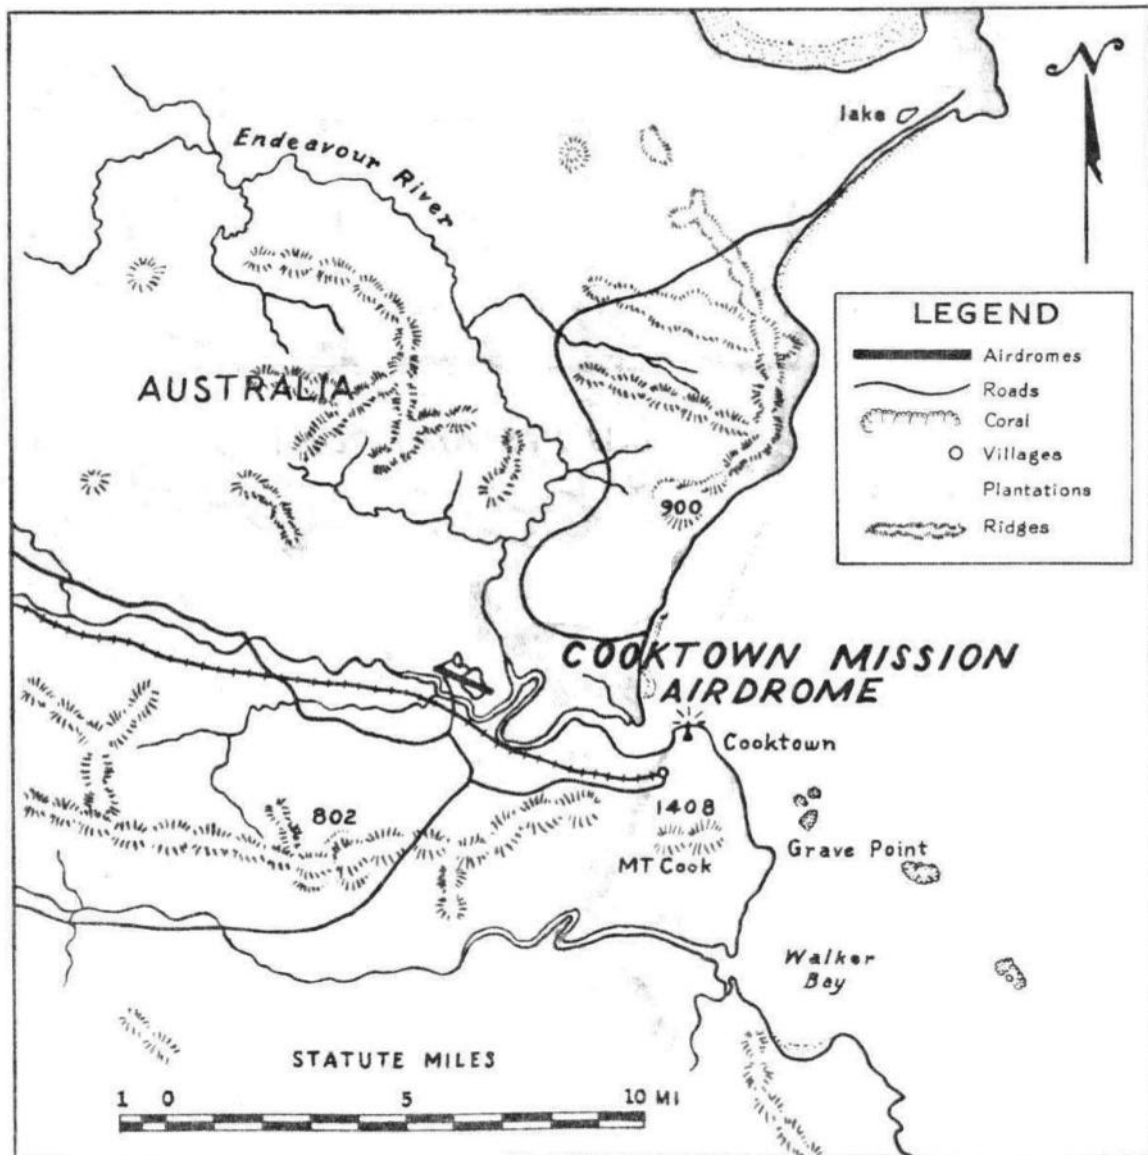 N
lake
Endeavour River
LEGEND
Airdromes
Roads
Coral
Villages
Plantations
Ridges
AUSTRALIA
900
COOKTOWN MISSION
AIRDROME
Cooktown
802
1408
MT Cook
Grave Point
Walker
Bay
STATUTE MILES
1 0 5 10 MI